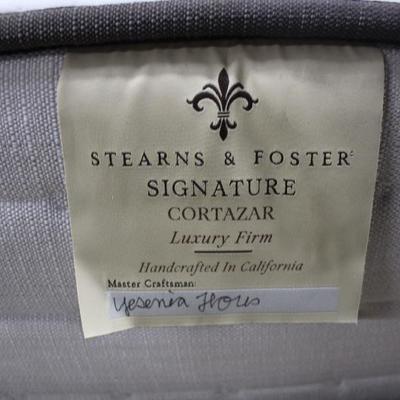 STEARNS & FOSTER
SIGNATURE
CORTAZAR
Luxury Firm
Handcrafted In California
Master Craftsman:
Yesenia Flores